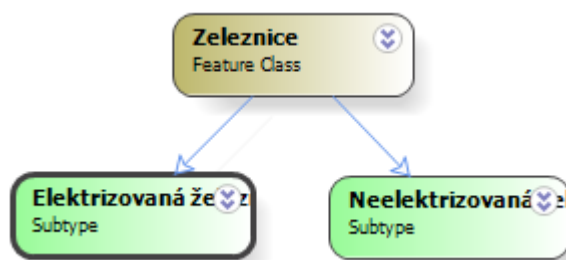 Zeleznice
Feature Class
Elektrizovaná
Subtype
Neelektrizovaná
Subtype